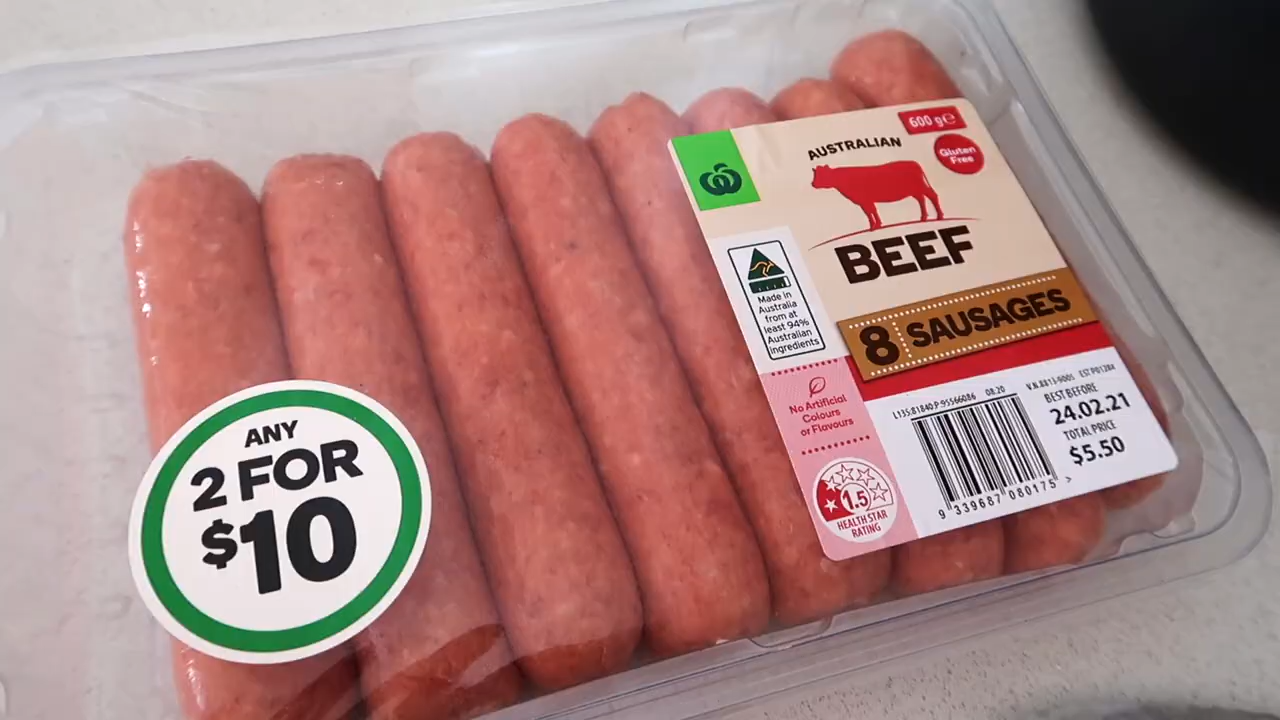 ANY
2 FOR
$10
600 g℮
AUSTRALIAN
Gluten
Free
BEEF
8 SAUSAGES
Made in
Australia
from at
least 94%
Australian
ingredients
No Artificial
Colours
or Flavours
1.5
HEALTH STAR
RATING
08:20
BEST BEFORE
24.02.21
TOTAL PRICE
$5.50
9 339687 080175 >